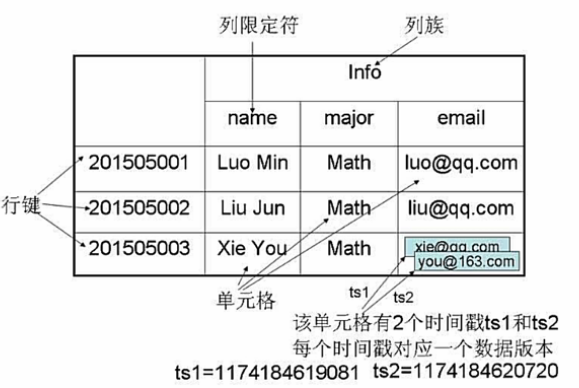 列限定符 列族
Info
name major email
201505001 Luo Min Math luo@qq.com
行键 201505002 Liu Jun Math liu@qq.com
201505003 Xie You Math xie@qq.com
you@163.com
单元格 ts1 ts2
该单元格有2个时间戳ts1和ts2
每个时间戳对应一个数据版本
ts1=1174184619081 ts2=1174184620720